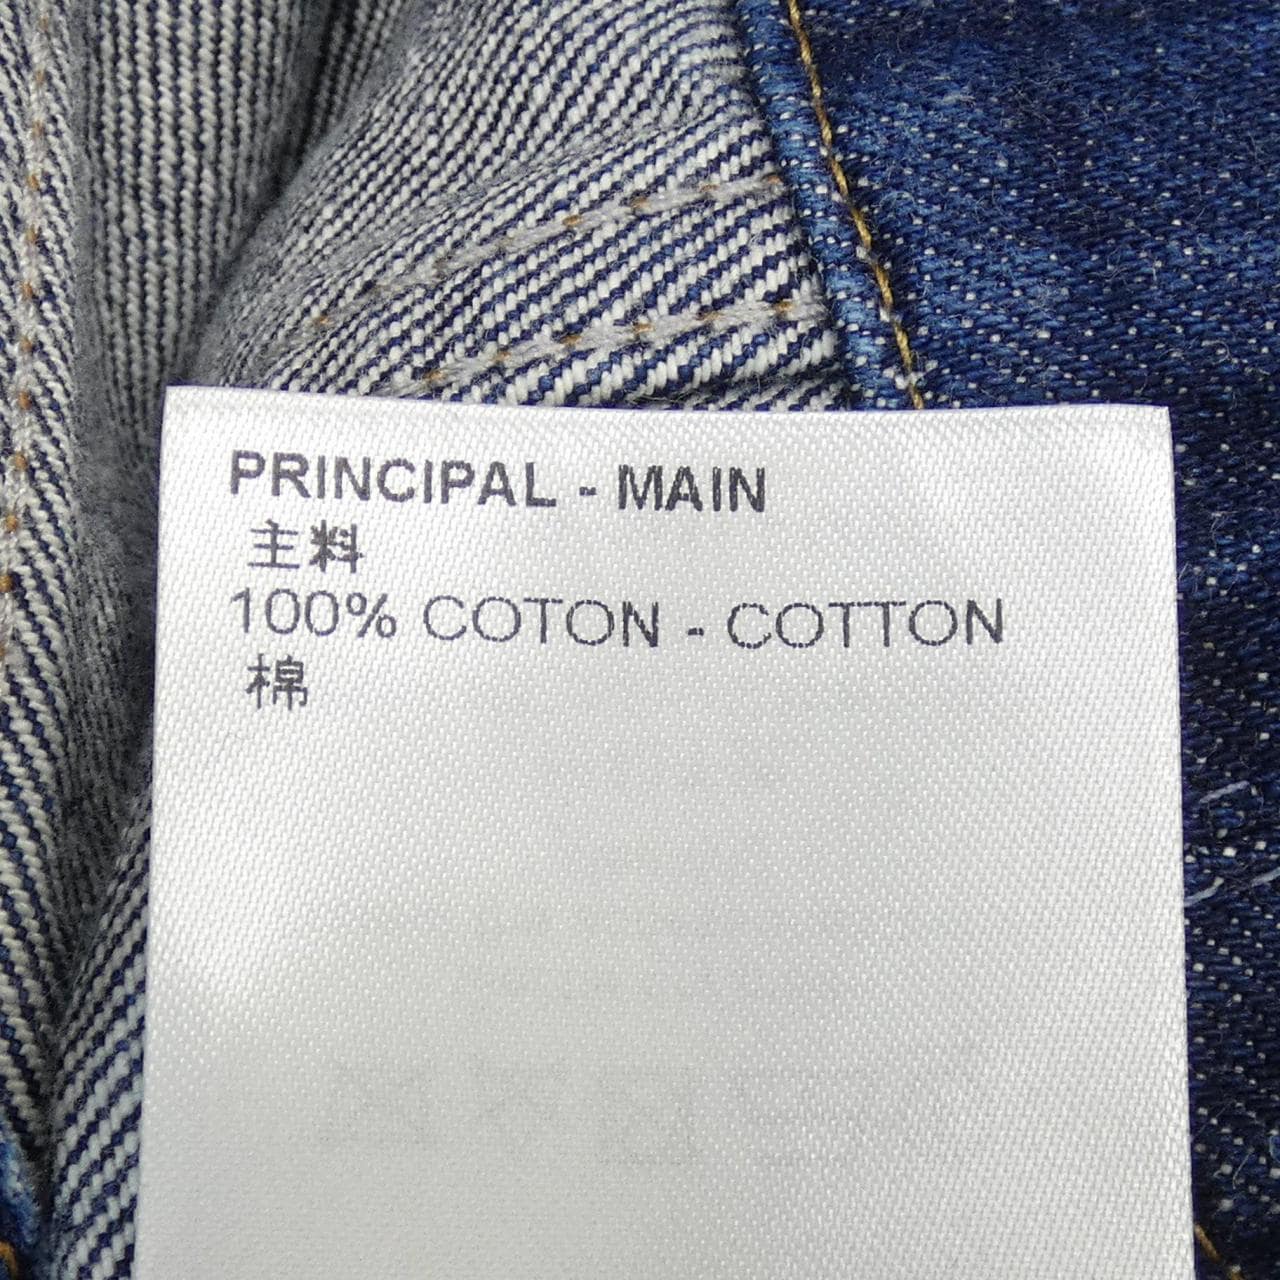 PRINCIPAL - MAIN
主料
100% COTON - COTTON
棉